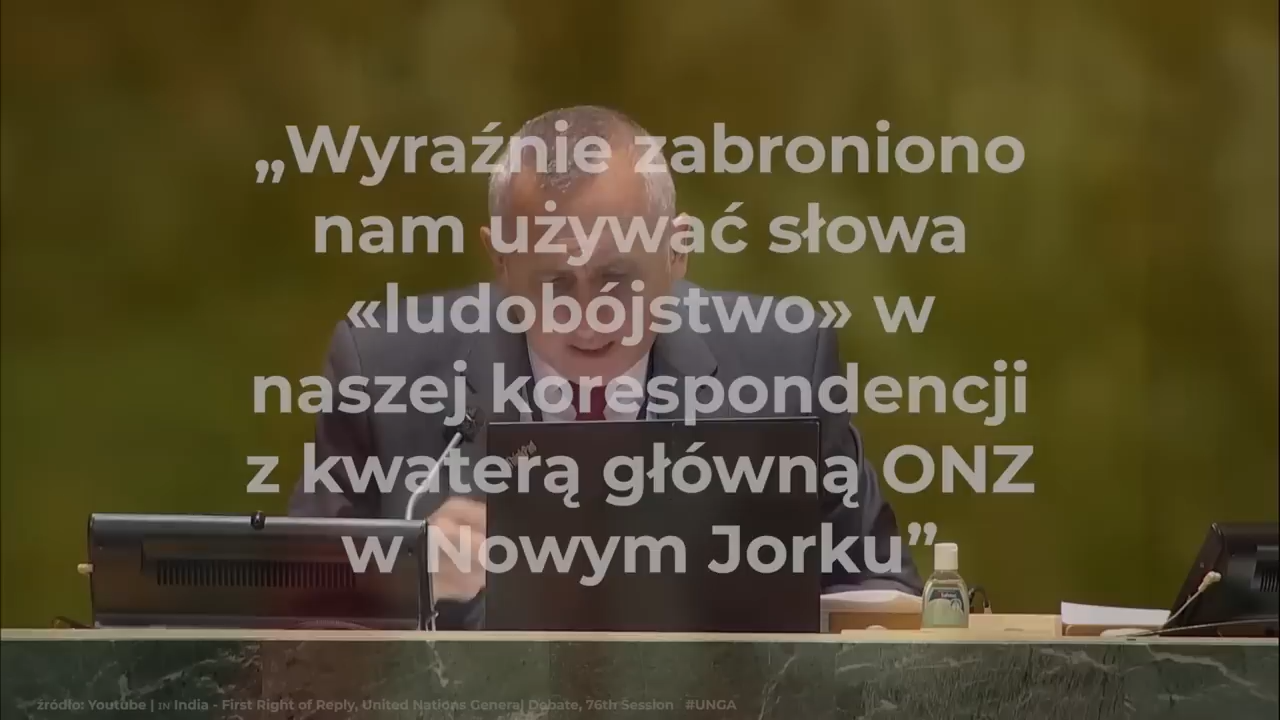 „Wyraźnie zabroniono
nam używać słowa
«ludobójstwo» w
naszej korespondencji
z kwaterą główną ONZ
w Nowym Jorku”
źródło: Youtube | IN India - First Right of Reply, United Nations General Debate, 76th Session #UNGA